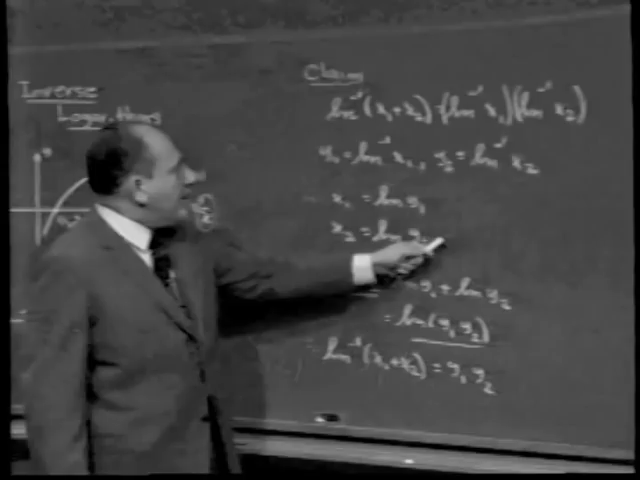 Inverse
Logarithms
Claim
ln⁻¹(x₁+x₂) = (ln⁻¹ x₁)(ln⁻¹ x₂)
y₁ = ln⁻¹ x₁, y₂ = ln⁻¹ x₂
x₁ = ln y₁
x₂ = ln y₂
y₁ + ln y₂
= ln(y₁ y₂)
ln⁻¹(x₁+x₂) = y₁ y₂